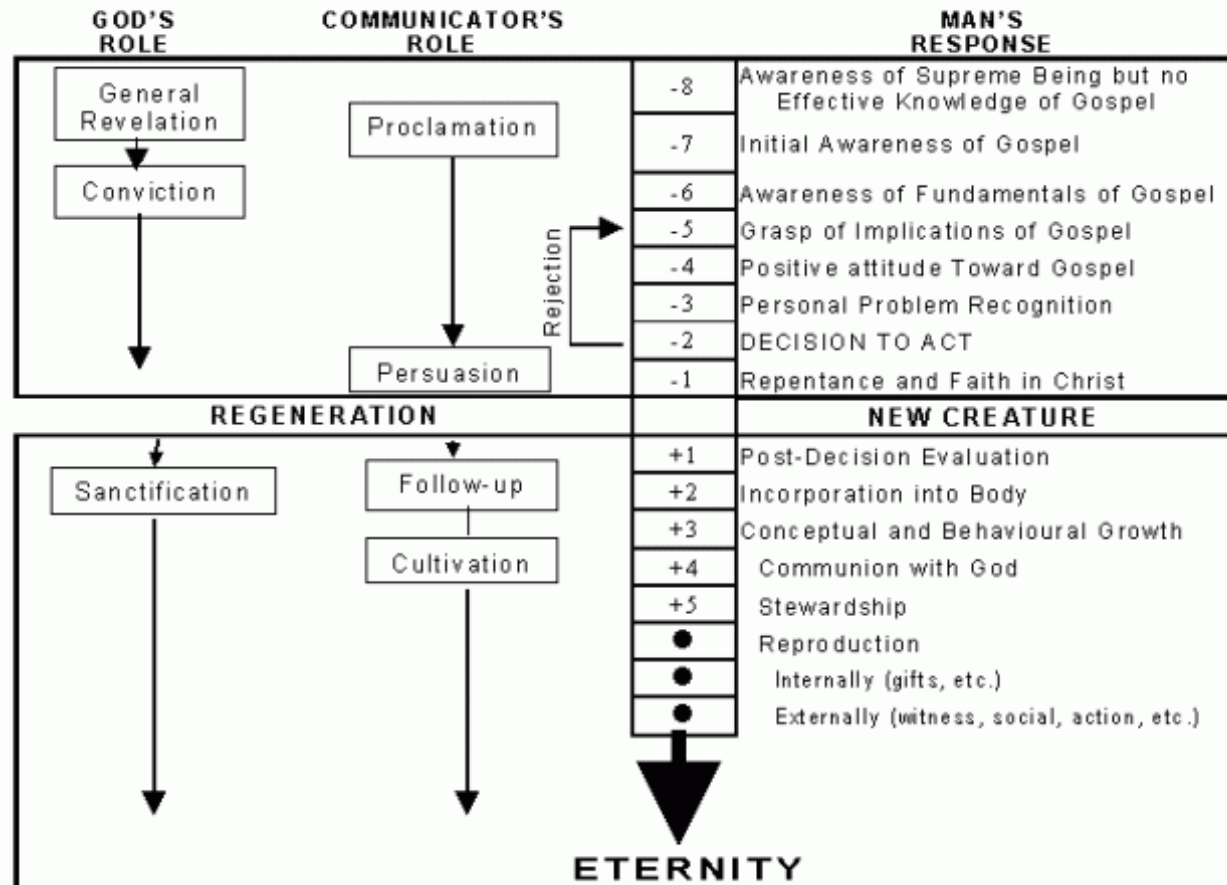 GOD'S ROLE
COMMUNICATOR'S ROLE
MAN'S RESPONSE
General Revelation
Conviction
Proclamation
Persuasion
Rejection
-8 Awareness of Supreme Being but no
Effective Knowledge of Gospel
-7 Initial Awareness of Gospel
-6 Awareness of Fundamentals of Gospel
-5 Grasp of Implications of Gospel
-4 Positive attitude Toward Gospel
-3 Personal Problem Recognition
-2 DECISION TO ACT
-1 Repentance and Faith in Christ
REGENERATION
NEW CREATURE
Sanctification
Follow-up
Cultivation
+1 Post-Decision Evaluation
+2 Incorporation into Body
+3 Conceptual and Behavioural Growth
+4 Communion with God
+5 Stewardship
Reproduction
Internally (gifts, etc.)
Externally (witness, social, action, etc.)
ETERNITY